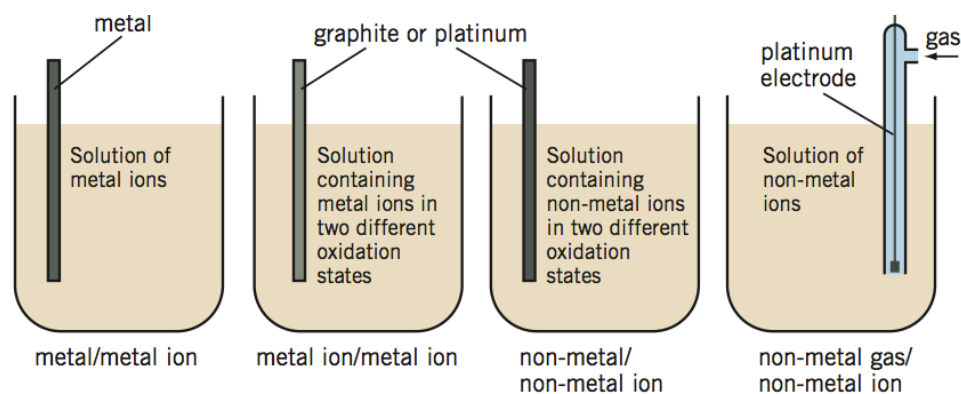 metal
graphite or platinum
platinum
electrode
gas
Solution of
metal ions
Solution
containing
metal ions in
two different
oxidation
states
Solution
containing
non-metal ions
in two different
oxidation
states
Solution of
non-metal
ions
metal/metal ion
metal ion/metal ion
non-metal/
non-metal ion
non-metal gas/
non-metal ion